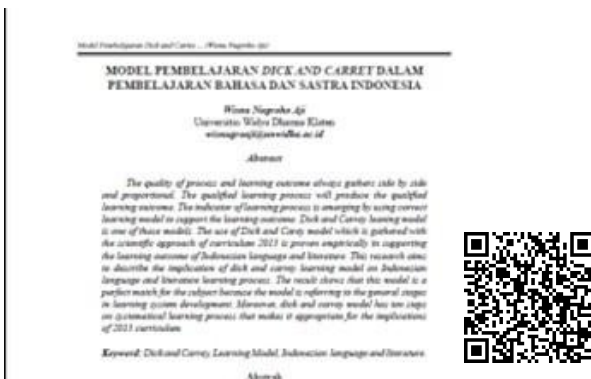 Model Pembelajaran Dick and Carrey ... (Wisnu Nugroho Aji)
MODEL PEMBELAJARAN DICK AND CARREY DALAM
PEMBELAJARAN BAHASA DAN SASTRA INDONESIA
Wisnu Nugroho Aji
Universitas Widya Dharma Klaten
Abstract
The quality of process and learning outcome always gathers side by side
and proportional. The qualified learning process will produce the qualified
learning outcome. The indicator of learning process is emerging by using correct
learning model to support the learning outcome. Dick and Carrey leaning model
is one of those models. The use of Dick and Carey model which is gathered with
the scientific approach of curriculum 2013 is proven empirically in supporting
the learning outcome of Indonesian language and literature. This research aims
to describe the implication of dick and carrey learning model on Indonesian
language and literature learning process. The result shows that this model is a
perfect match for the subject because the model is referring to the general stages
in learning system development. Moreover, dick and carrey model has ten steps
on systematical learning process that makes it appropriate for the implications
of 2013 curriculum.
Keyword: Dick and Carrey, Learning Model, Indonesian language and literature.
Abstrak